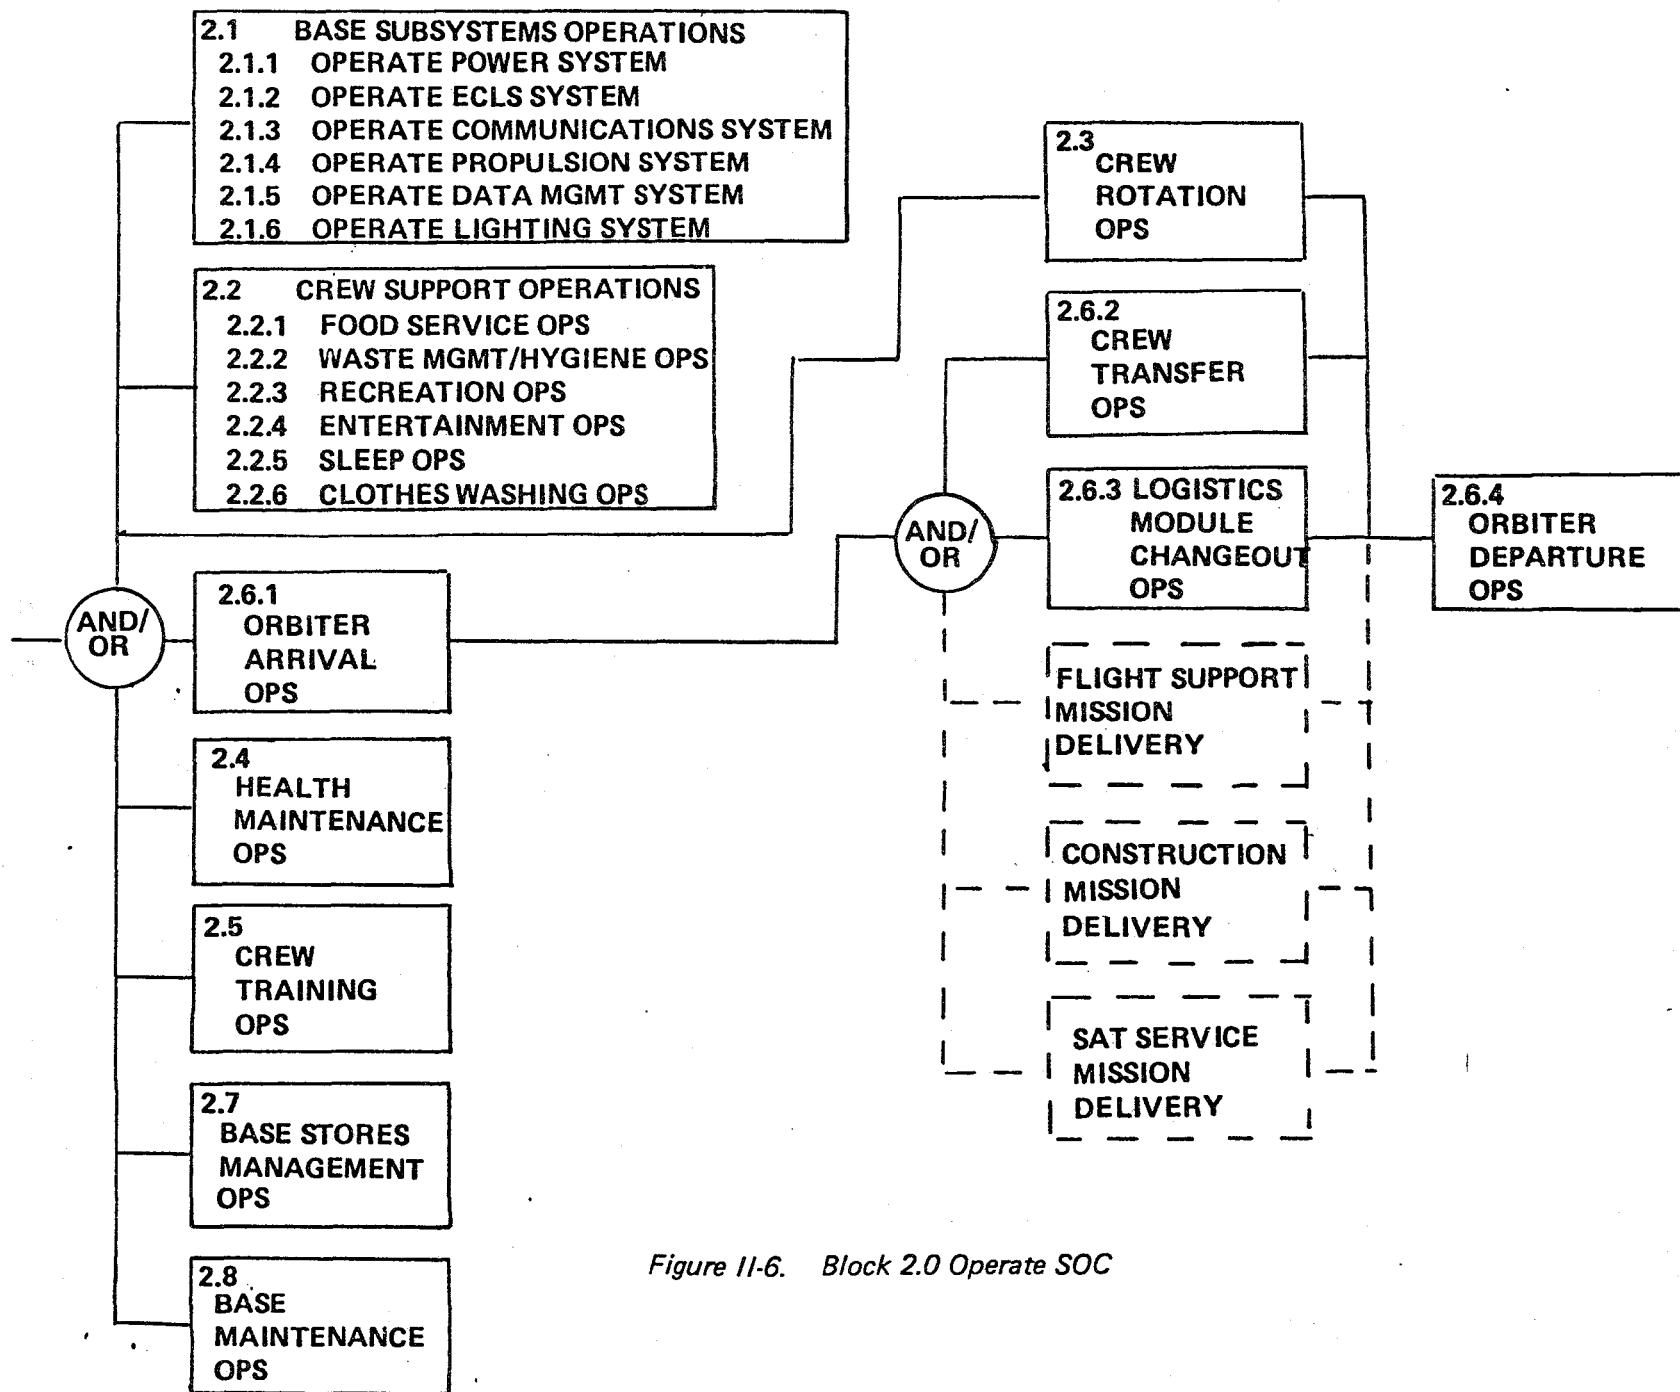 2.1 BASE SUBSYSTEMS OPERATIONS
2.1.1 OPERATE POWER SYSTEM
2.1.2 OPERATE ECLS SYSTEM
2.1.3 OPERATE COMMUNICATIONS SYSTEM
2.1.4 OPERATE PROPULSION SYSTEM
2.1.5 OPERATE DATA MGMT SYSTEM
2.1.6 OPERATE LIGHTING SYSTEM
2.2 CREW SUPPORT OPERATIONS
2.2.1 FOOD SERVICE OPS
2.2.2 WASTE MGMT/HYGIENE OPS
2.2.3 RECREATION OPS
2.2.4 ENTERTAINMENT OPS
2.2.5 SLEEP OPS
2.2.6 CLOTHES WASHING OPS
AND/
OR
2.6.1
ORBITER
ARRIVAL
OPS
2.4
HEALTH
MAINTENANCE
OPS
2.5
CREW
TRAINING
OPS
2.7
BASE STORES
MANAGEMENT
OPS
2.8
BASE
MAINTENANCE
OPS
2.3
CREW
ROTATION
OPS
2.6.2
CREW
TRANSFER
OPS
AND/
OR
2.6.3 LOGISTICS
MODULE
CHANGEOUT
OPS
FLIGHT SUPPORT
MISSION
DELIVERY
CONSTRUCTION
MISSION
DELIVERY
SAT SERVICE
MISSION
DELIVERY
2.6.4
ORBITER
DEPARTURE
OPS
Figure II-6. Block 2.0 Operate SOC